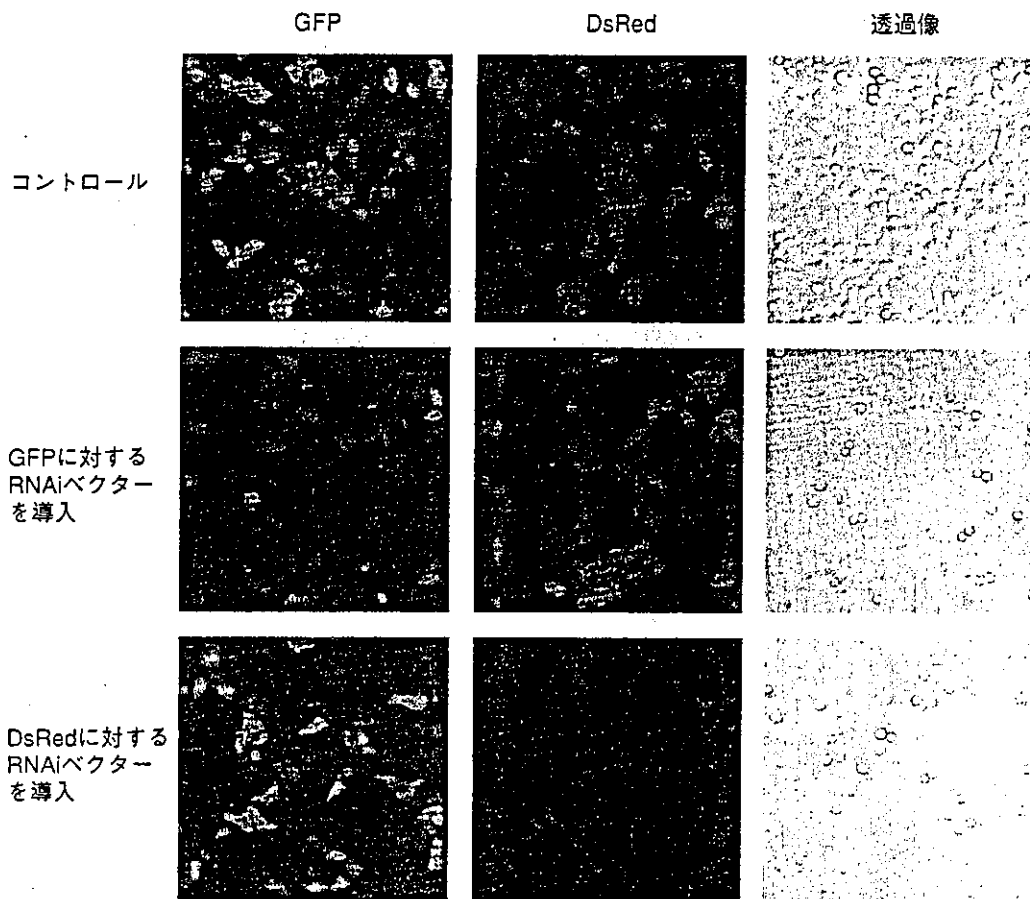 GFP
DsRed
透過像
コントロール
GFPに対する
RNAiベクター
を導入
DsRedに対する
RNAiベクター
を導入